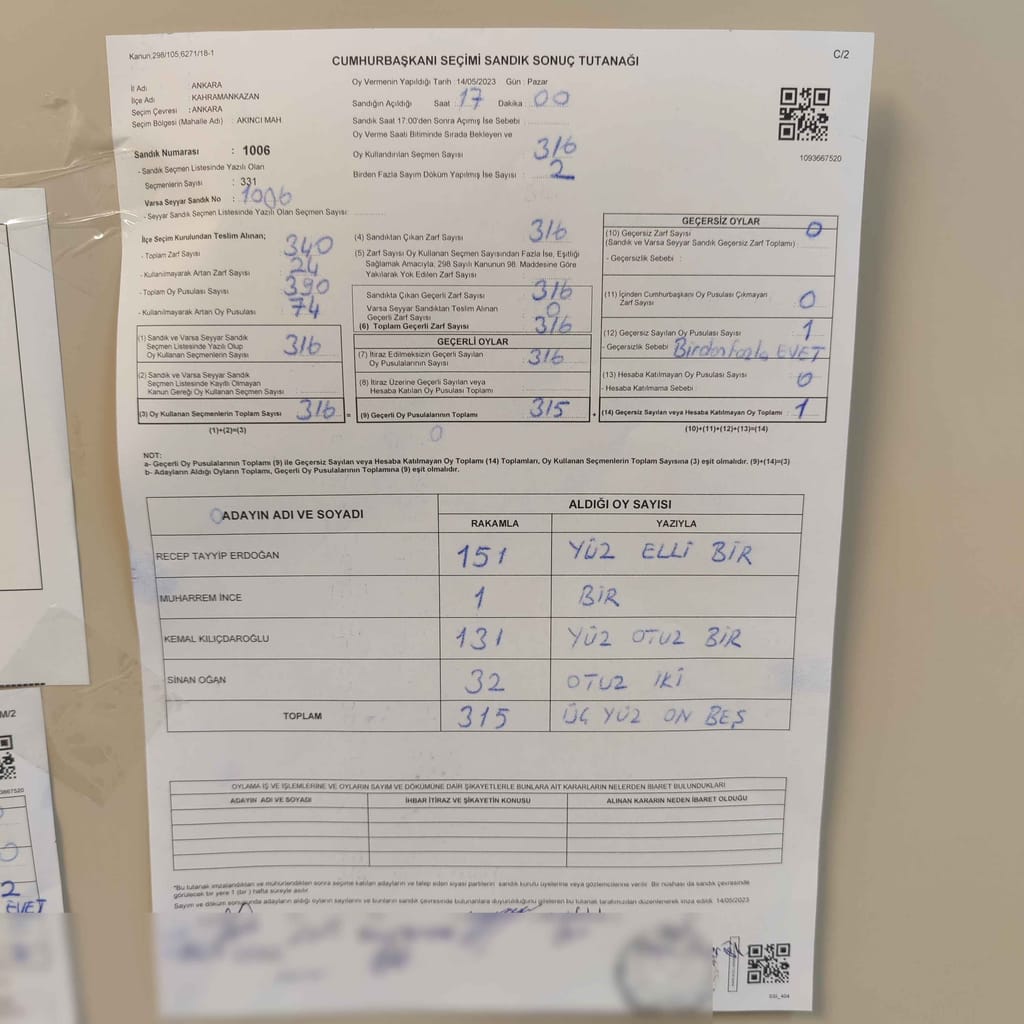 Kanun:298/105;6271/18-1
C/2
CUMHURBAŞKANI SEÇİMİ SANDIK SONUÇ TUTANAĞI
İl Adı : ANKARA
İlçe Adı : KAHRAMANKAZAN
Seçim Çevresi : ANKARA
Seçim Bölgesi (Mahalle Adı) : AKINCI MAH.
Sandık Numarası : 1006
- Sandık Seçmen Listesinde Yazılı Olan
Seçmenlerin Sayısı : 331
Varsa Seyyar Sandık No : 1006
- Seyyar Sandık Seçmen Listesinde Yazılı Olan Seçmen Sayısı:
Oy Vermenin Yapıldığı Tarih :14/05/2023 Gün : Pazar
Sandığın Açıldığı Saat : 17 Dakika : 00
Sandık Saat 17:00'den Sonra Açımış İse Sebebi :
Oy Verme Saati Bitiminde Sırada Bekleyen ve
Oy Kullandırılan Seçmen Sayısı : 316
Birden Fazla Sayım Döküm Yapılmış İse Sayısı : 2
1093667520
İlçe Seçim Kurulundan Teslim Alınan;
- Toplam Zarf Sayısı : 340
- Kullanılmayarak Artan Zarf Sayısı : 24
- Toplam Oy Pusulası Sayısı : 390
- Kullanılmayarak Artan Oy Pusulası : 74
(1) Sandık ve Varsa Seyyar Sandık
Seçmen Listesinde Yazılı Olup
Oy Kullanan Seçmenlerin Sayısı : 316
(2) Sandık ve Varsa Seyyar Sandık
Seçmen Listesinde Kayıtlı Olmayan
Kanun Gereği Oy Kullanan Seçmen Sayısı :
(3) Oy Kullanan Seçmenlerin Toplam Sayısı : 316 =
(1)+(2)=(3)
(4) Sandıktan Çıkan Zarf Sayısı : 316
(5) Zarf Sayısı Oy Kullanan Seçmen Sayısından Fazla İse, Eşitliği
Sağlamak Amacıyla, 298 Sayılı Kanunun 98. Maddesine Göre
Yakılarak Yok Edilen Zarf Sayısı :
Sandıkta Çıkan Geçerli Zarf Sayısı : 316
Varsa Seyyar Sandıktan Teslim Alınan
Geçerli Zarf Sayısı : 0
(6) Toplam Geçerli Zarf Sayısı : 316
GEÇERLİ OYLAR
(7) İtiraz Edilmeksizin Geçerli Sayılan
Oy Pusulalarının Sayısı : 316
(8) İtiraz Üzerine Geçerli Sayılan veya
Hesaba Katılan Oy Pusulası Toplamı :
(9) Geçerli Oy Pusulalarının Toplamı : 315 +
0
GEÇERSİZ OYLAR
(10) Geçersiz Zarf Sayısı : 0
(Sandık ve Varsa Seyyar Sandık Geçersiz Zarf Toplamı)
- Geçersizlik Sebebi :
(11) İçinden Cumhurbaşkanı Oy Pusulası Çıkmayan
Zarf Sayısı : 0
(12) Geçersiz Sayılan Oy Pusulası Sayısı : 1
- Geçersizlik Sebebi : Birden fazla EVET
(13) Hesaba Katılmayan Oy Pusulası Sayısı : 0
- Hesaba Katılmama Sebebi :
(14) Geçersiz Sayılan veya Hesaba Katılmayan Oy Toplamı : 1
(10)+(11)+(12)+(13)=(14)
NOT:
a- Geçerli Oy Pusulalarının Toplamı (9) ile Geçersiz Sayılan veya Hesaba Katılmayan Oy Toplamı (14) Toplamları, Oy Kullanan Seçmenlerin Toplam Sayısına (3) eşit olmalıdır. (9)+(14)=(3)
b- Adayların Aldığı Oyların Toplamı, Geçerli Oy Pusulalarının Toplamına (9) eşit olmalıdır.
ADAYIN ADI VE SOYADI ALDIĞI OY SAYISI
RAKAMLA YAZIYLA
RECEP TAYYİP ERDOĞAN 151 YÜZ ELLİ BİR
MUHARREM İNCE 1 BİR
KEMAL KILIÇDAROĞLU 131 YÜZ OTUZ BİR
SİNAN OĞAN 32 OTUZ İKİ
TOPLAM 315 ÜÇ YÜZ ON BEŞ
OYLAMA İŞ VE İŞLEMLERİNE VE OYLARIN SAYIM VE DÖKÜMÜNE DAİR ŞİKAYETLERLE BUNLARA AİT KARARLARIN NELERDEN İBARET BULUNDUKLARI
ADAYIN ADI VE SOYADI İHBAR İTİRAZ VE ŞİKAYETİN KONUSU ALINAN KARARIN NEDEN İBARET OLDUĞU
*Bu tutanak imzalandıktan ve mühürlendikten sonra seçime katılan adayların ve talep eden siyasi partilerin sandık kurulu üyelerine veya gözlemcilerine verilir. Bir nüshası da sandık çevresinde
görülecek bir yere 1 (bir) hafta süreyle asılır.
Sayım ve döküm sonucunda adayların aldığı oyların sayılarını ve bunların sandık çevresinde bulunanlara duyurulduğunu gösteren bu tutanak tarafımızdan düzenlenerek imza edildi. 14/05/2023
M/2
2
EVET